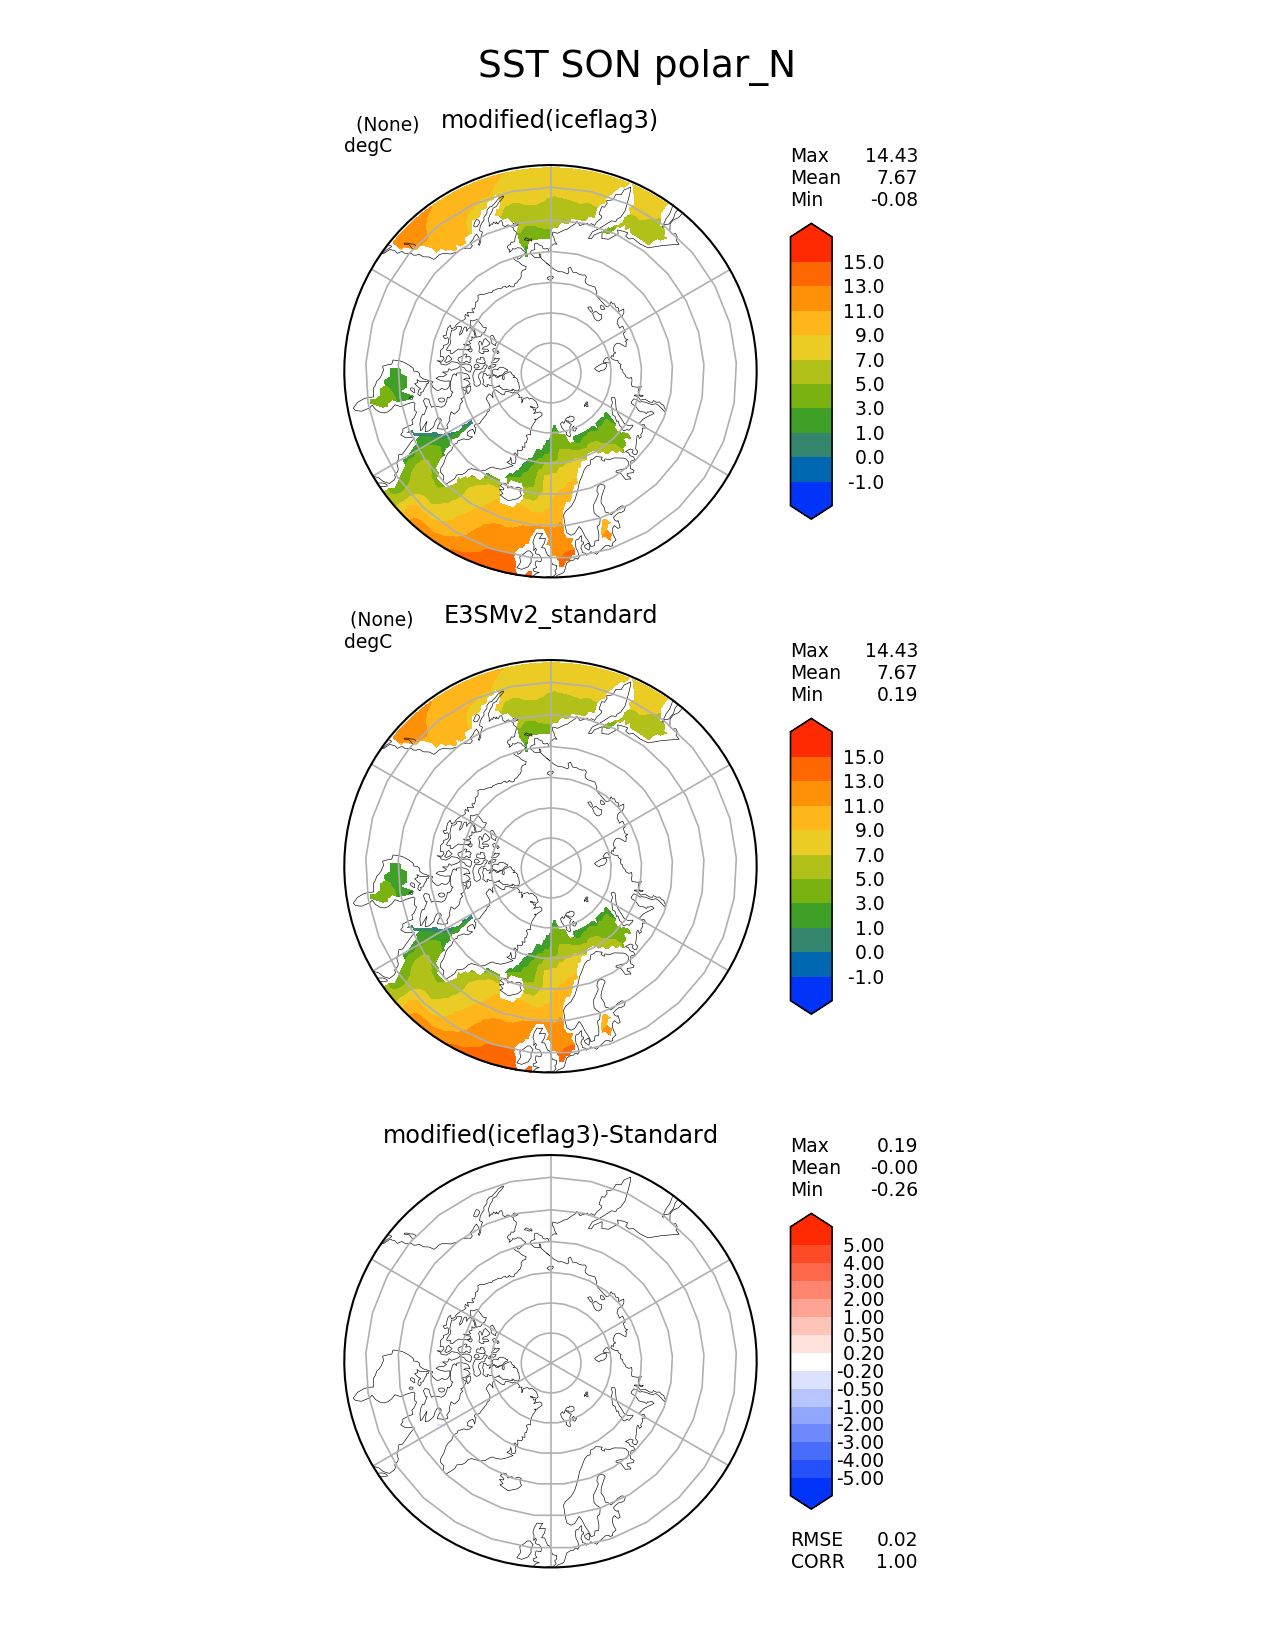 SST SON polar_N
(None)
degC
modified(iceflag3)
Max 14.43
Mean 7.67
Min -0.08
15.0
13.0
11.0
9.0
7.0
5.0
3.0
1.0
0.0
-1.0
(None)
degC
E3SMv2_standard
Max 14.43
Mean 7.67
Min 0.19
15.0
13.0
11.0
9.0
7.0
5.0
3.0
1.0
0.0
-1.0
modified(iceflag3)-Standard
Max 0.19
Mean -0.00
Min -0.26
5.00
4.00
3.00
2.00
1.00
0.50
0.20
-0.20
-0.50
-1.00
-2.00
-3.00
-4.00
-5.00
RMSE 0.02
CORR 1.00